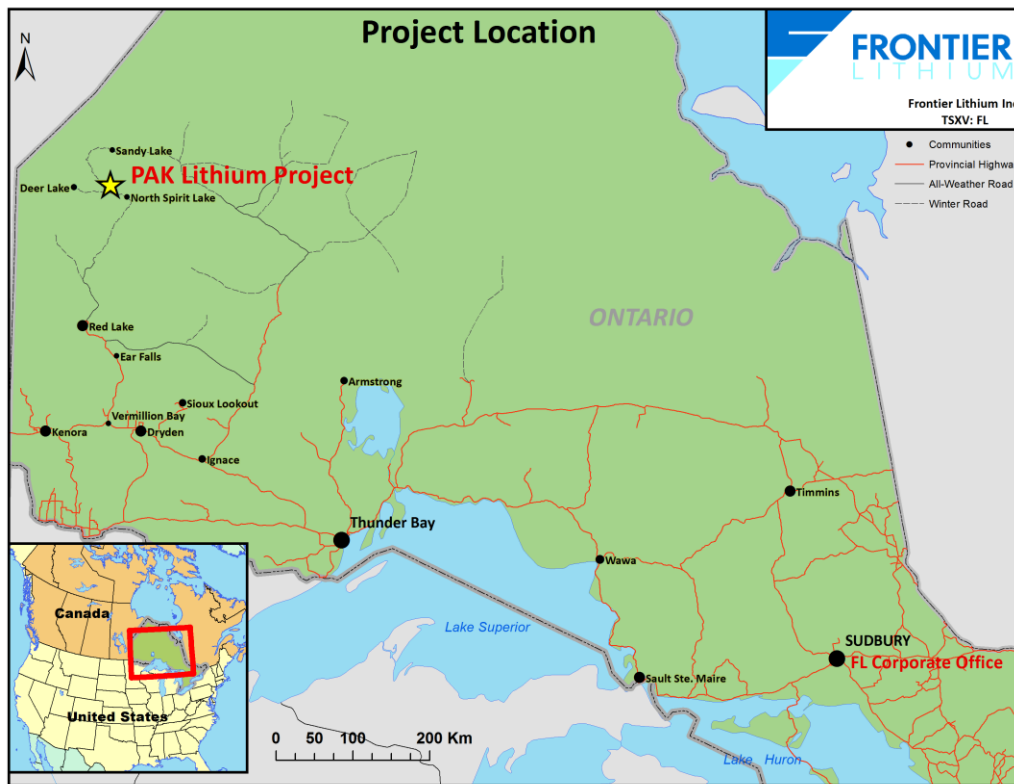 Project Location
N
FRONTIER
LITHIUM
Frontier Lithium Inc
TSXV: FL
Communities
Provincial Highway
All-Weather Road
Winter Road
Sandy Lake
PAK Lithium Project
Deer Lake
North Spirit Lake
ONTARIO
Red Lake
Ear Falls
Armstrong
Sioux Lookout
Vermillion Bay
Kenora
Dryden
Ignace
Timmins
Thunder Bay
Wawa
Lake Superior
SUDBURY
FL Corporate Office
Sault Ste. Maire
Canada
United States
0 50 100 200 Km
Lake Huron